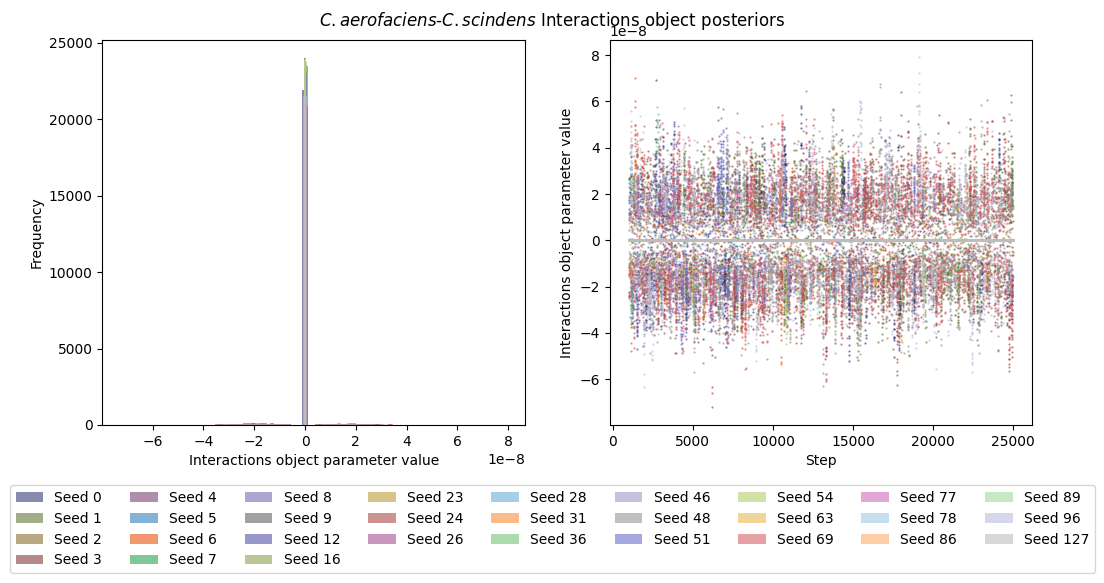 C. aerofaciens-C. scindens Interactions object posteriors
25000
20000
15000
10000
5000
0
Frequency
−6 −4 −2 0 2 4 6 8
1e−8
Interactions object parameter value
1e−8
8
6
4
2
0
−2
−4
−6
Interactions object parameter value
0 5000 10000 15000 20000 25000
Step
Seed 0 Seed 4 Seed 8 Seed 23 Seed 28 Seed 46 Seed 54 Seed 77 Seed 89
Seed 1 Seed 5 Seed 9 Seed 24 Seed 31 Seed 48 Seed 63 Seed 78 Seed 96
Seed 2 Seed 6 Seed 12 Seed 26 Seed 36 Seed 51 Seed 69 Seed 86 Seed 127
Seed 3 Seed 7 Seed 16